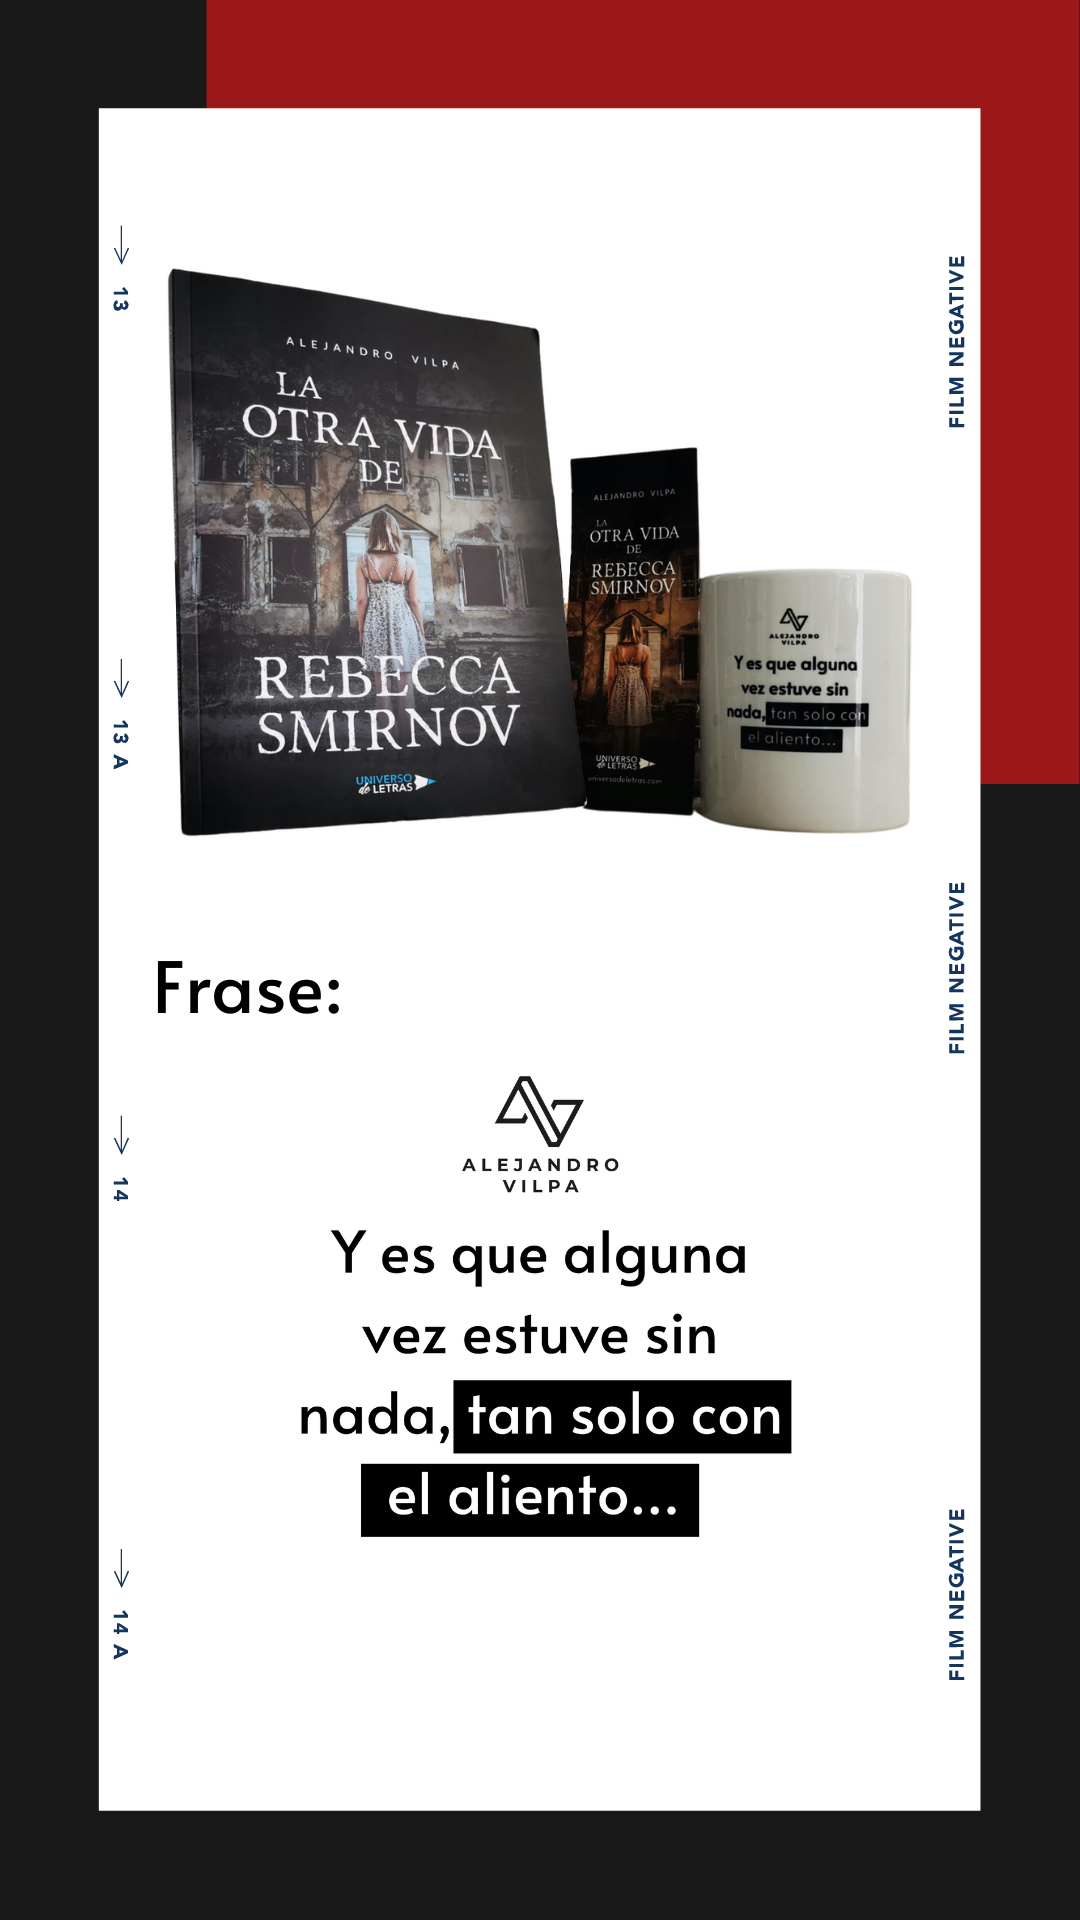 ALEJANDRO VILPA
LA
OTRA VIDA
DE
REBECCA
SMIRNOV
UNIVERSO
de LETRAS
ALEJANDRO VILPA
LA
OTRA VIDA
DE
REBECCA
SMIRNOV
UNIVERSO
de LETRAS
universodeletras.com
ALEJANDRO
VILPA
Y es que alguna
vez estuve sin
nada, tan solo con
el aliento...
Frase:
ALEJANDRO
VILPA
Y es que alguna
vez estuve sin
nada, tan solo con
el aliento...
→ 13
→ 13 A
→ 14
→ 14 A
FILM NEGATIVE
FILM NEGATIVE
FILM NEGATIVE